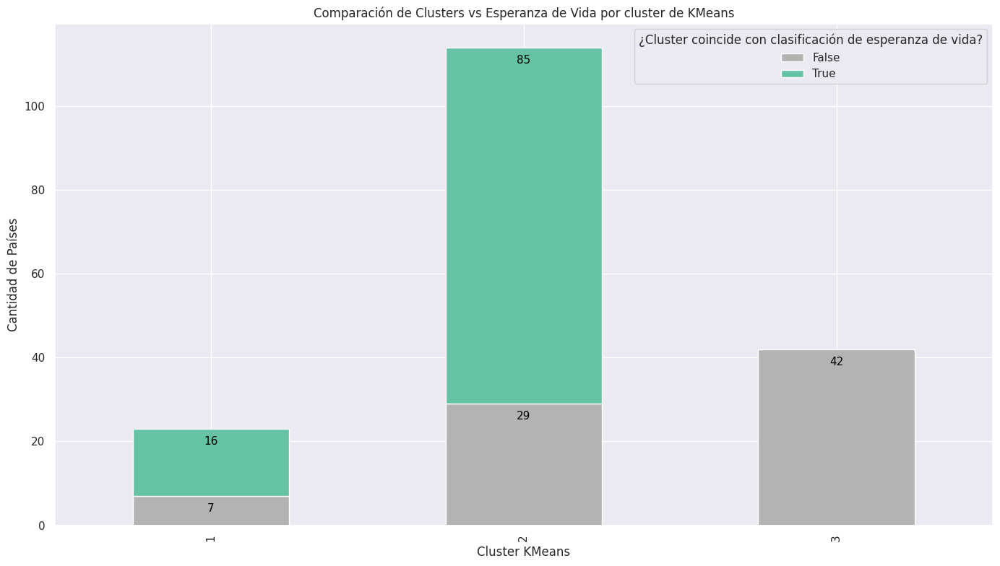 Comparación de Clusters vs Esperanza de Vida por cluster de KMeans
¿Cluster coincide con clasificación de esperanza de vida?
False
True
Cantidad de Países
100
80
60
40
20
0
85
29
16
7
42
1
2
3
Cluster KMeans